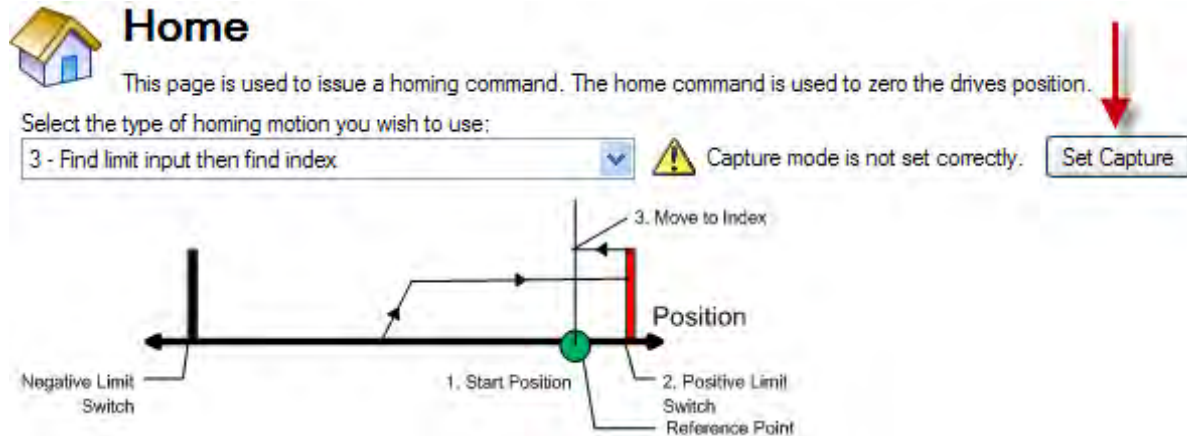 Home
This page is used to issue a homing command. The home command is used to zero the drives position.
Select the type of homing motion you wish to use:
3 - Find limit input then find index
Capture mode is not set correctly.
Set Capture
3. Move to Index
Position
Negative Limit
Switch
1. Start Position
2. Positive Limit
Switch
Reference Point